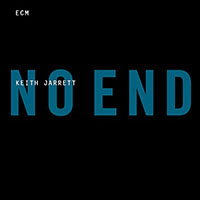 ECM
NO END
KEITH JARRETT